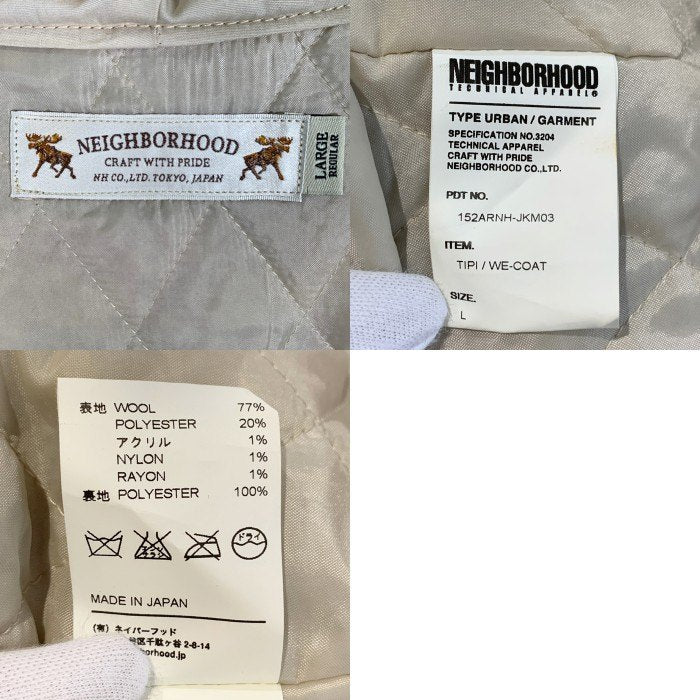 NEIGHBORHOOD
CRAFT WITH PRIDE
NH CO.,LTD. TOKYO, JAPAN
LARGE
REGULAR
NEIGHBORHOOD
TECHNICAL APPAREL
TYPE URBAN / GARMENT
SPECIFICATION NO.3204
TECHNICAL APPAREL
CRAFT WITH PRIDE
NEIGHBORHOOD CO.,LTD.
PDT NO.
152ARNH-JKM03
ITEM.
TIPI / WE-COAT
SIZE.
L
表地 WOOL 77%
POLYESTER 20%
アクリル 1%
NYLON 1%
RAYON 1%
裏地 POLYESTER 100%
エンソ
ドライ
MADE IN JAPAN
(有) ネイバーフッド
区千駄ケ谷 2-8-14
borhood.jp